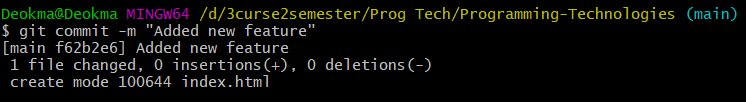 Deokma@Deokma MINGW64 /d/3curse2semester/Prog Tech/Programming-Technologies (main)
$ git commit -m "Added new feature"
[main f62b2e6] Added new feature
 1 file changed, 0 insertions(+), 0 deletions(-)
 create mode 100644 index.html